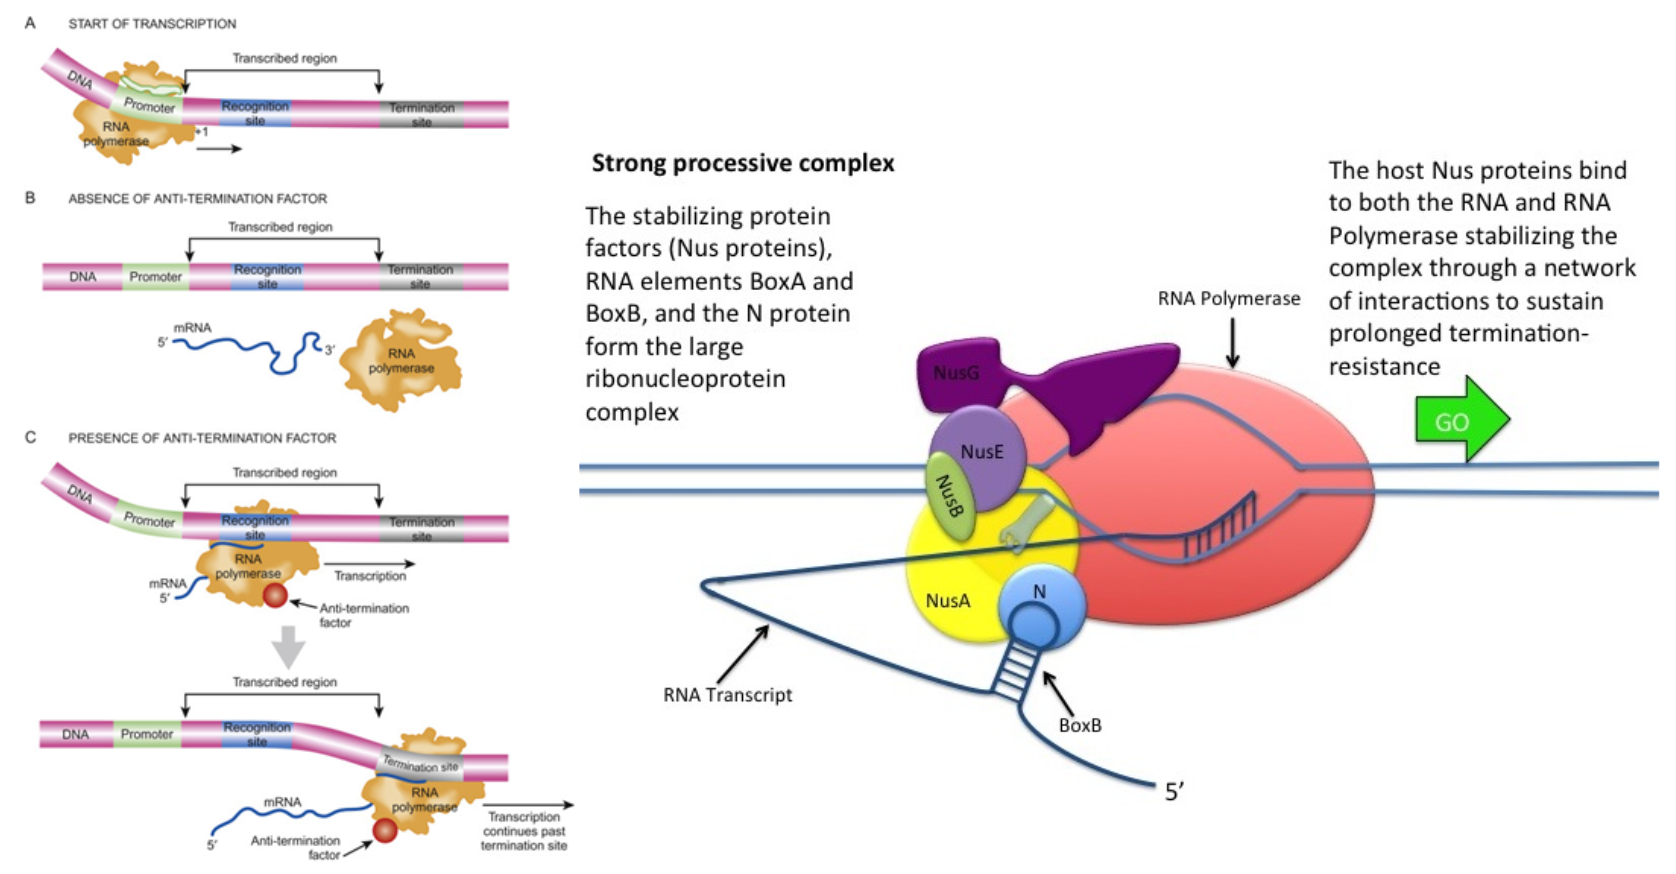 A START OF TRANSCRIPTION
Transcribed region
DNA
Promoter
Recognition
site
Termination
site
RNA
polymerase
+1
B ABSENCE OF ANTI-TERMINATION FACTOR
Transcribed region
DNA
Promoter
Recognition
site
Termination
site
mRNA
5′
3′
RNA
polymerase
C PRESENCE OF ANTI-TERMINATION FACTOR
Transcribed region
DNA
Promoter
Recognition
site
Termination
site
RNA
polymerase
mRNA
5′
Transcription
Anti-termination
factor
Transcribed region
DNA
Promoter
Recognition
site
Termination site
RNA
polymerase
mRNA
5′
Anti-termination
factor
Transcription
continues past
termination site
Strong processive complex
The stabilizing protein
factors (Nus proteins),
RNA elements BoxA and
BoxB, and the N protein
form the large
ribonucleoprotein
complex
The host Nus proteins bind
to both the RNA and RNA
Polymerase stabilizing the
complex through a network
of interactions to sustain
prolonged termination-
resistance
RNA Polymerase
GO
NusG
NusE
NusB
NusA
N
RNA Transcript
BoxB
5’